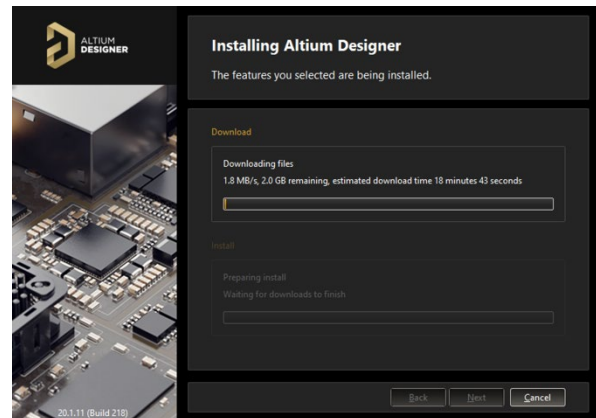 ALTIUM
DESIGNER
Installing Altium Designer
The features you selected are being installed.
Download
Downloading files
1.8 MB/s, 2.0 GB remaining, estimated download time 18 minutes 43 seconds
Install
Preparing install
Waiting for downloads to finish
20.1.11 (Build 218)
Back
Next
Cancel